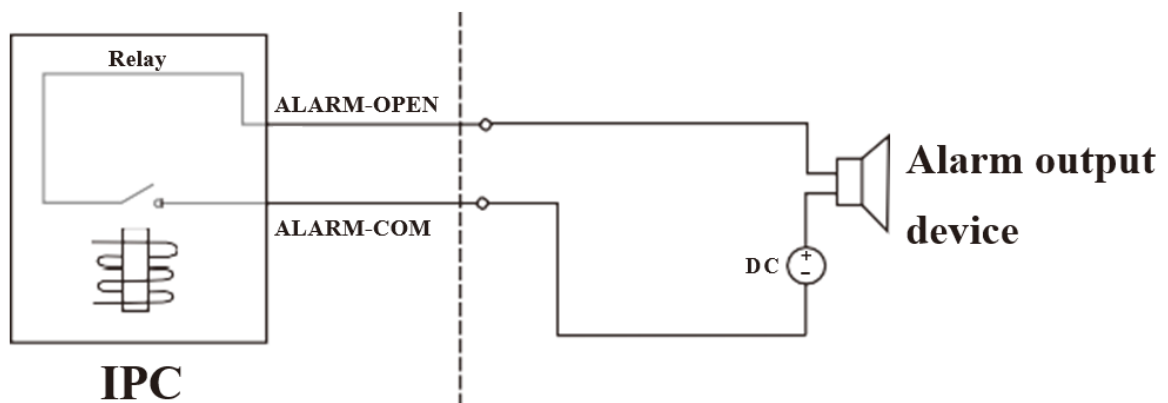 Relay
ALARM-OPEN
ALARM-COM
IPC
DC
+
−
Alarm output
device